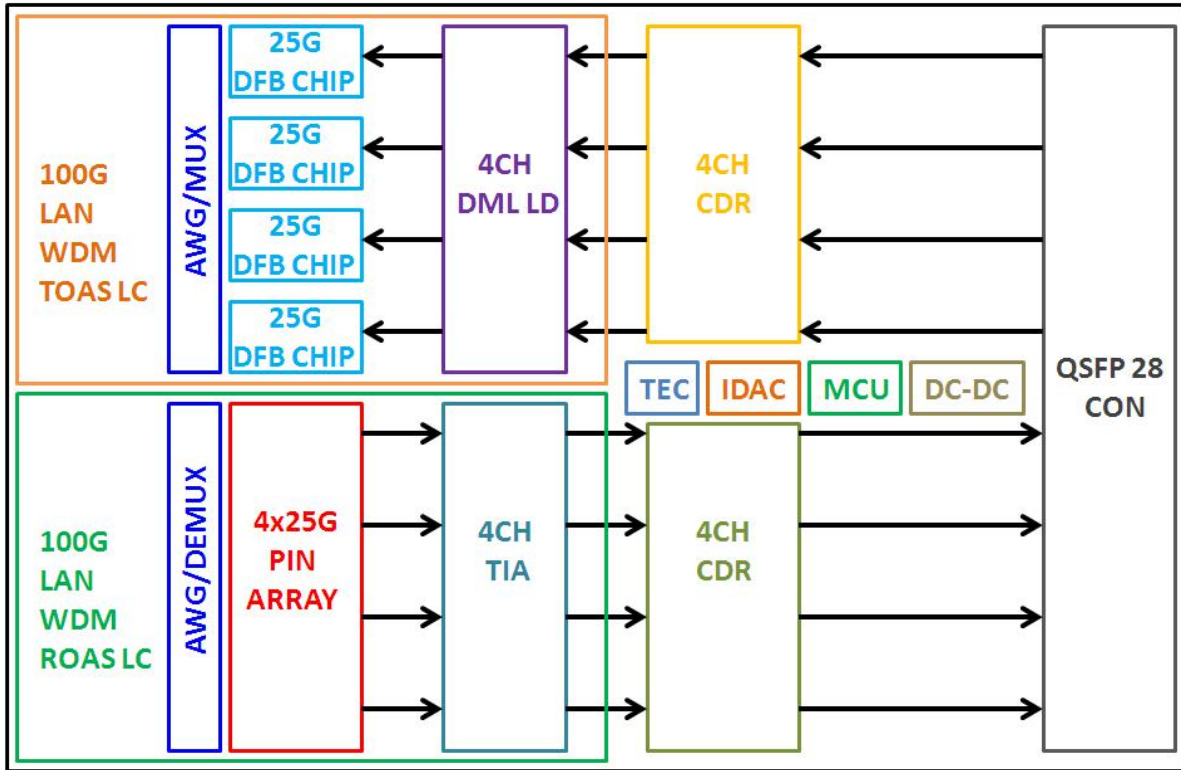 100G
LAN
WDM
TOAS LC
AWG/MUX
25G
DFB CHIP
25G
DFB CHIP
25G
DFB CHIP
25G
DFB CHIP
4CH
DML LD
4CH
CDR
QSFP 28
CON
TEC
IDAC
MCU
DC-DC
100G
LAN
WDM
ROAS LC
AWG/DEMUX
4x25G
PIN
ARRAY
4CH
TIA
4CH
CDR